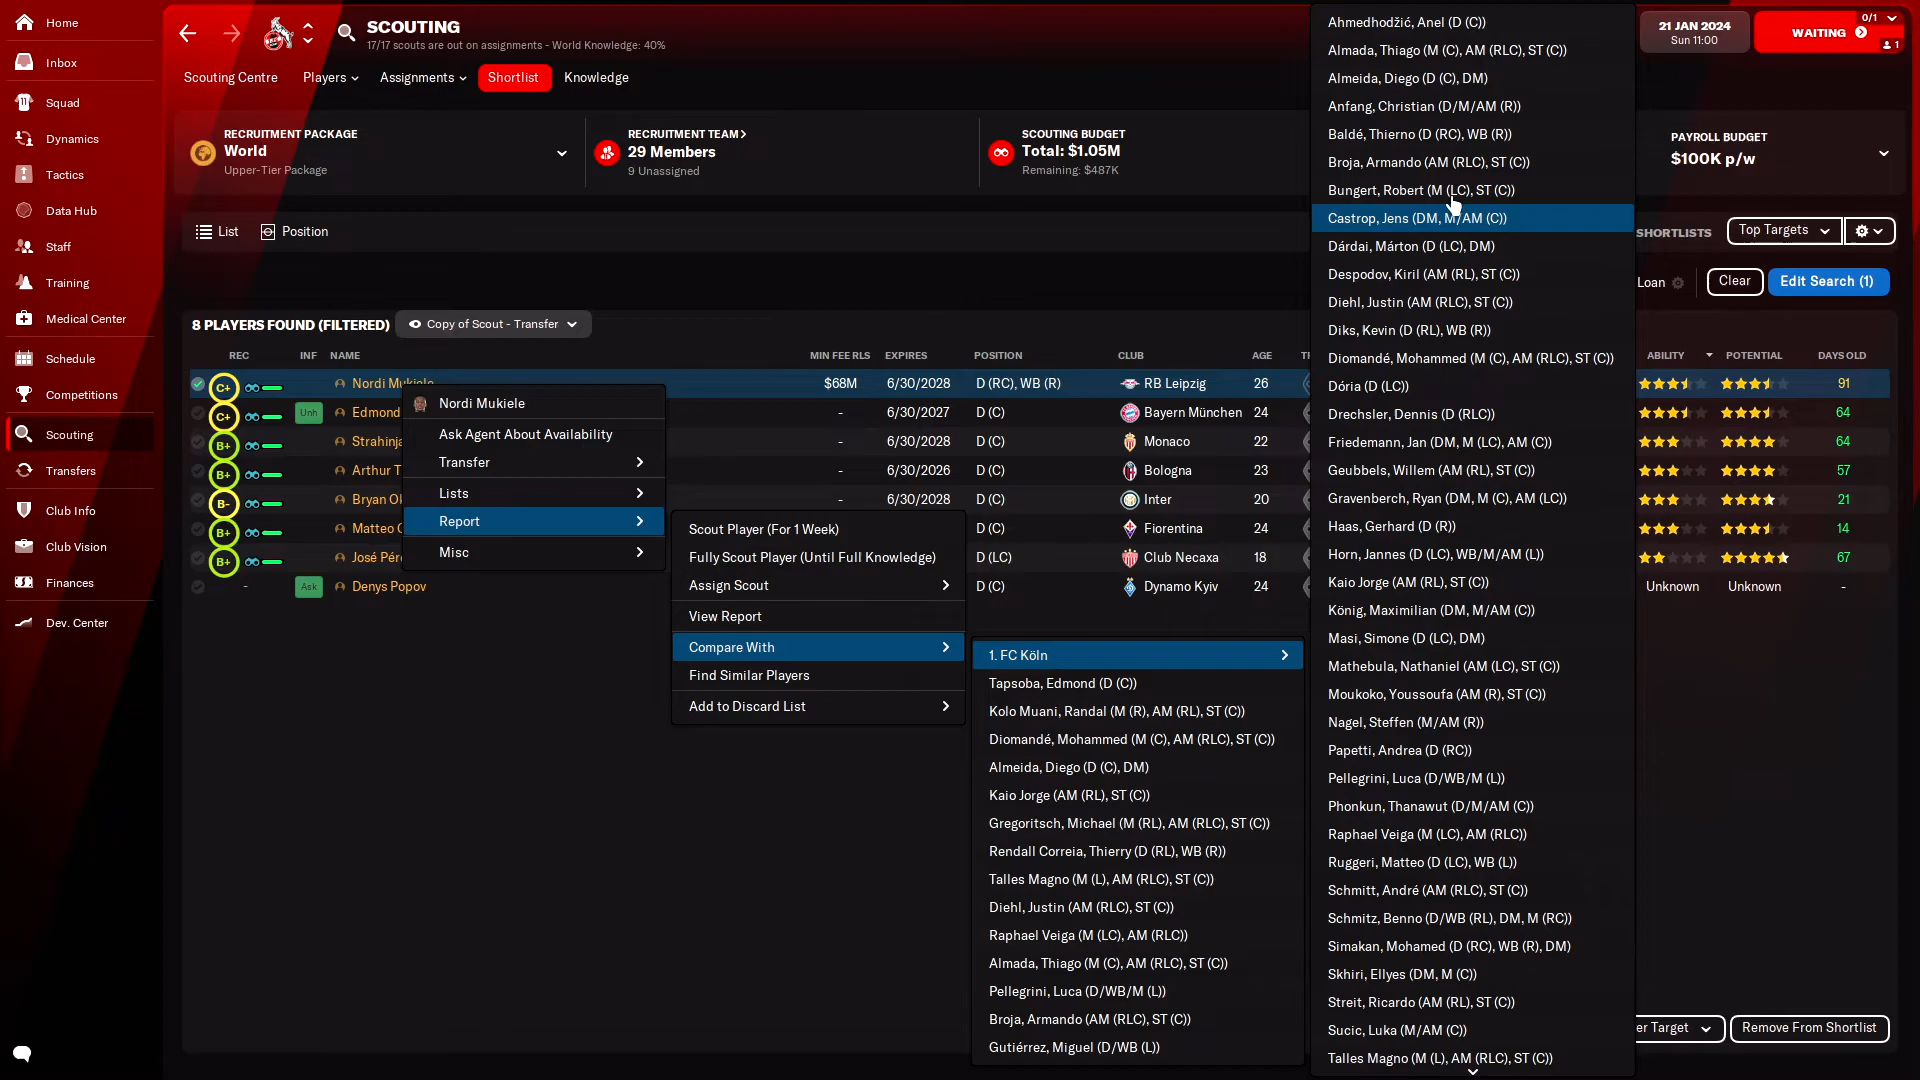 Home
Inbox
Squad
Dynamics
Tactics
Data Hub
Staff
Training
Medical Center
Schedule
Competitions
Scouting
Transfers
Club Info
Club Vision
Finances
Dev. Center
SCOUTING
17/17 scouts are out on assignments - World Knowledge: 40%
21 JAN 2024
Sun 11:00
WAITING
0/1
1
Scouting Centre
Players
Assignments
Shortlist
Knowledge
RECRUITMENT PACKAGE
World
Upper-Tier Package
RECRUITMENT TEAM
29 Members
9 Unassigned
SCOUTING BUDGET
Total: $1.05M
Remaining: $487K
PAYROLL BUDGET
$100K p/w
List
Position
SHORTLISTS
Top Targets
Loan
Clear
Edit Search (1)
8 PLAYERS FOUND (FILTERED)
Copy of Scout - Transfer
REC INF NAME MIN FEE RLS EXPIRES POSITION CLUB AGE ABILITY POTENTIAL DAYS OLD
C+ Nordi Mukiele $68M 6/30/2028 D (RC), WB (R) RB Leipzig 26 91
C+ Unh Edmond - 6/30/2027 D (C) Bayern München 24 64
B+ Strahinja - 6/30/2028 D (C) Monaco 22 64
B+ Arthur T - 6/30/2026 D (C) Bologna 23 57
B- Bryan Ok - 6/30/2028 D (C) Inter 20 21
B+ Matteo D (C) Fiorentina 24 14
B+ José Pér D (LC) Club Necaxa 18 67
- Ask Denys Popov D (C) Dynamo Kyiv 24 Unknown Unknown -
Nordi Mukiele
Ask Agent About Availability
Transfer
Lists
Report
Misc
Scout Player (For 1 Week)
Fully Scout Player (Until Full Knowledge)
Assign Scout
View Report
Compare With
Find Similar Players
Add to Discard List
1. FC Köln
Tapsoba, Edmond (D (C))
Kolo Muani, Randal (M (R), AM (RL), ST (C))
Diomandé, Mohammed (M (C), AM (RLC), ST (C))
Almeida, Diego (D (C), DM)
Kaio Jorge (AM (RL), ST (C))
Gregoritsch, Michael (M (RL), AM (RLC), ST (C))
Rendall Correia, Thierry (D (RL), WB (R))
Talles Magno (M (L), AM (RLC), ST (C))
Diehl, Justin (AM (RLC), ST (C))
Raphael Veiga (M (LC), AM (RLC))
Almada, Thiago (M (C), AM (RLC), ST (C))
Pellegrini, Luca (D/WB/M (L))
Broja, Armando (AM (RLC), ST (C))
Gutiérrez, Miguel (D/WB (L))
Ahmedhodžić, Anel (D (C))
Almada, Thiago (M (C), AM (RLC), ST (C))
Almeida, Diego (D (C), DM)
Anfang, Christian (D/M/AM (R))
Baldé, Thierno (D (RC), WB (R))
Broja, Armando (AM (RLC), ST (C))
Bungert, Robert (M (LC), ST (C))
Castrop, Jens (DM, M/AM (C))
Dárdai, Márton (D (LC), DM)
Despodov, Kiril (AM (RL), ST (C))
Diehl, Justin (AM (RLC), ST (C))
Diks, Kevin (D (RL), WB (R))
Diomandé, Mohammed (M (C), AM (RLC), ST (C))
Dória (D (LC))
Drechsler, Dennis (D (RLC))
Friedemann, Jan (DM, M (LC), AM (C))
Geubbels, Willem (AM (RL), ST (C))
Gravenberch, Ryan (DM, M (C), AM (LC))
Haas, Gerhard (D (R))
Horn, Jannes (D (LC), WB/M/AM (L))
Kaio Jorge (AM (RL), ST (C))
König, Maximilian (DM, M/AM (C))
Masi, Simone (D (LC), DM)
Mathebula, Nathaniel (AM (LC), ST (C))
Moukoko, Youssoufa (AM (R), ST (C))
Nagel, Steffen (M/AM (R))
Papetti, Andrea (D (RC))
Pellegrini, Luca (D/WB/M (L))
Phonkun, Thanawut (D/M/AM (C))
Raphael Veiga (M (LC), AM (RLC))
Ruggeri, Matteo (D (LC), WB (L))
Schmitt, André (AM (RLC), ST (C))
Schmitz, Benno (D/WB (RL), DM, M (RC))
Simakan, Mohamed (D (RC), WB (R), DM)
Skhiri, Ellyes (DM, M (C))
Streit, Ricardo (AM (RL), ST (C))
Sucic, Luka (M/AM (C))
Talles Magno (M (L), AM (RLC), ST (C))
er Target
Remove From Shortlist